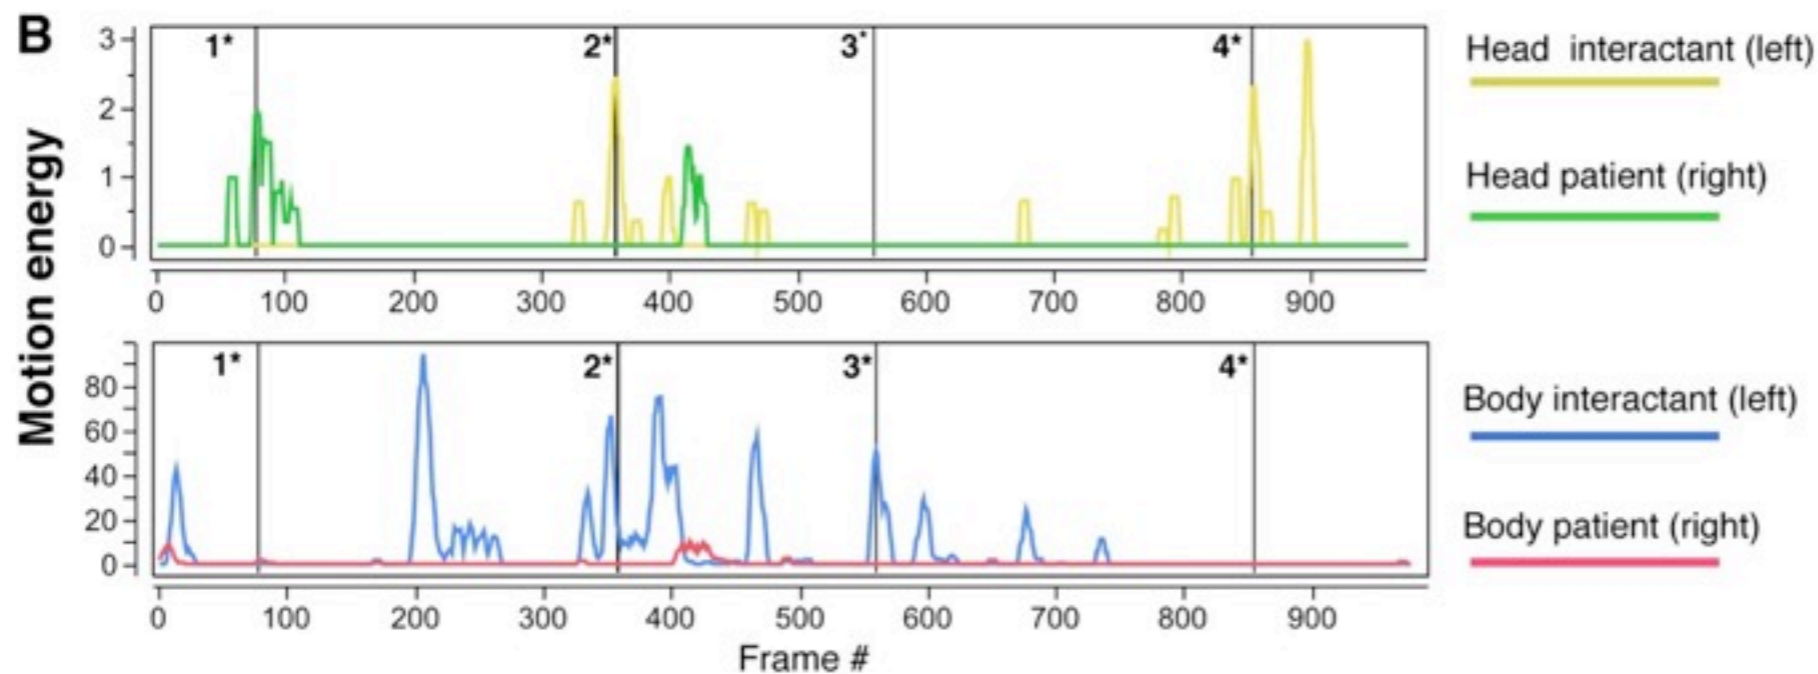 B
Motion energy
3
2
1
0
1* 2* 3* 4*
0 100 200 300 400 500 600 700 800 900
Head interactant (left)
Head patient (right)
80
60
40
20
0
1* 2* 3* 4*
0 100 200 300 400 500 600 700 800 900
Frame #
Body interactant (left)
Body patient (right)